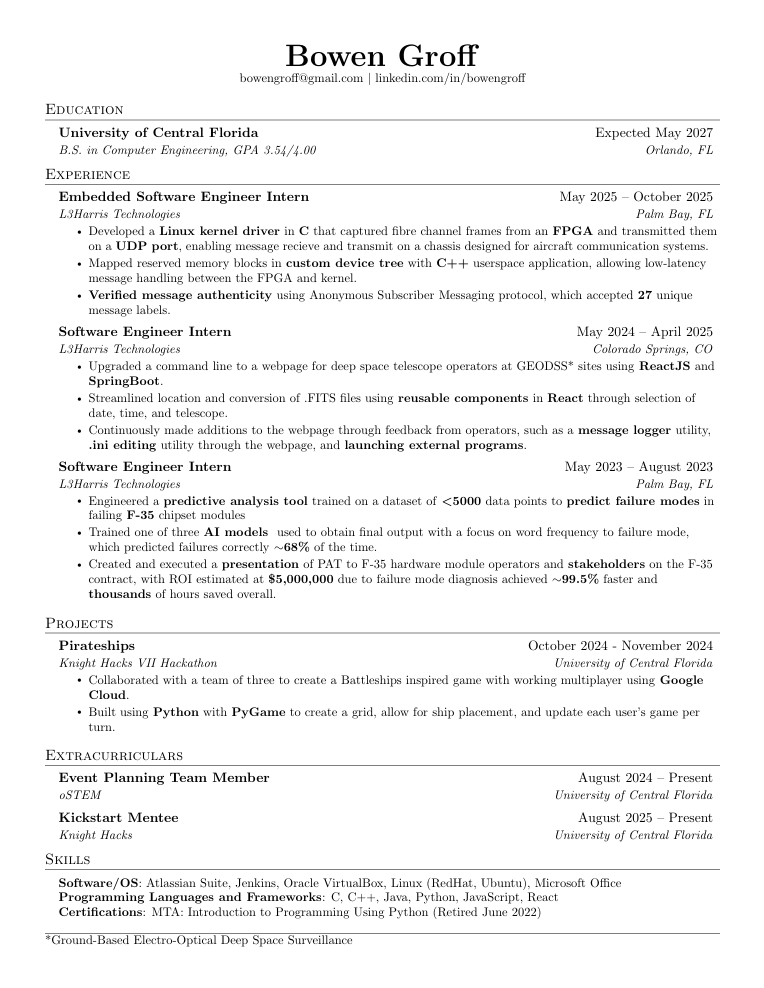 Bowen Groff
bowengroff@gmail.com | linkedin.com/in/bowengroff
Education
University of Central Florida Expected May 2027
B.S. in Computer Engineering, GPA 3.54/4.00 Orlando, FL
Experience
Embedded Software Engineer Intern May 2025 – October 2025
L3Harris Technologies Palm Bay, FL
• Developed a Linux kernel driver in C that captured fibre channel frames from an FPGA and transmitted them
on a UDP port, enabling message recieve and transmit on a chassis designed for aircraft communication systems.
• Mapped reserved memory blocks in custom device tree with C++ userspace application, allowing low-latency
message handling between the FPGA and kernel.
• Verified message authenticity using Anonymous Subscriber Messaging protocol, which accepted 27 unique
message labels.
Software Engineer Intern May 2024 – April 2025
L3Harris Technologies Colorado Springs, CO
• Upgraded a command line to a webpage for deep space telescope operators at GEODSS* sites using ReactJS and
SpringBoot.
• Streamlined location and conversion of .FITS files using reusable components in React through selection of
date, time, and telescope.
• Continuously made additions to the webpage through feedback from operators, such as a message logger utility,
.ini editing utility through the webpage, and launching external programs.
Software Engineer Intern May 2023 – August 2023
L3Harris Technologies Palm Bay, FL
• Engineered a predictive analysis tool trained on a dataset of <5000 data points to predict failure modes in
failing F-35 chipset modules
• Trained one of three AI models used to obtain final output with a focus on word frequency to failure mode,
which predicted failures correctly ~68% of the time.
• Created and executed a presentation of PAT to F-35 hardware module operators and stakeholders on the F-35
contract, with ROI estimated at $5,000,000 due to failure mode diagnosis achieved ~99.5% faster and
thousands of hours saved overall.
Projects
Pirateships October 2024 - November 2024
Knight Hacks VII Hackathon University of Central Florida
• Collaborated with a team of three to create a Battleships inspired game with working multiplayer using Google
Cloud.
• Built using Python with PyGame to create a grid, allow for ship placement, and update each user's game per
turn.
Extracurriculars
Event Planning Team Member August 2024 – Present
oSTEM University of Central Florida
Kickstart Mentee August 2025 – Present
Knight Hacks University of Central Florida
Skills
Software/OS: Atlassian Suite, Jenkins, Oracle VirtualBox, Linux (RedHat, Ubuntu), Microsoft Office
Programming Languages and Frameworks: C, C++, Java, Python, JavaScript, React
Certifications: MTA: Introduction to Programming Using Python (Retired June 2022)
*Ground-Based Electro-Optical Deep Space Surveillance